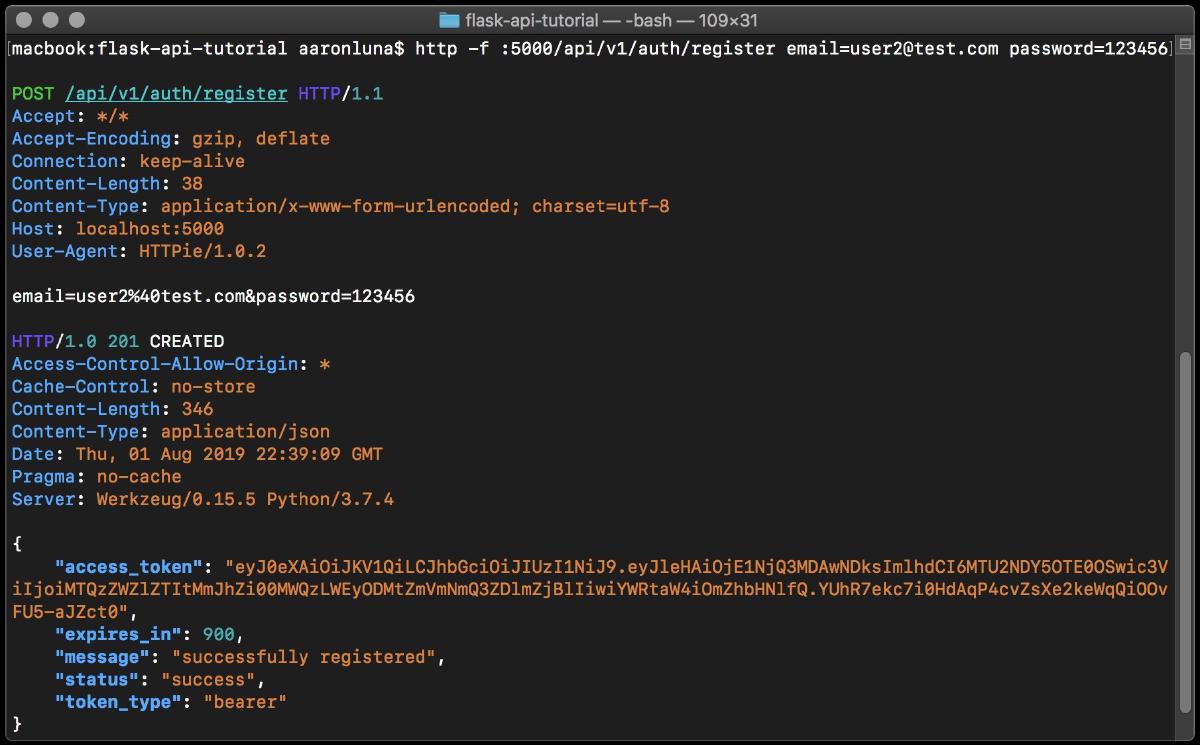 flask-api-tutorial — -bash — 109×31
[macbook:flask-api-tutorial aaronluna$ http -f :5000/api/v1/auth/register email=user2@test.com password=123456]
POST /api/v1/auth/register HTTP/1.1
Accept: */*
Accept-Encoding: gzip, deflate
Connection: keep-alive
Content-Length: 38
Content-Type: application/x-www-form-urlencoded; charset=utf-8
Host: localhost:5000
User-Agent: HTTPie/1.0.2
email=user2%40test.com&password=123456
HTTP/1.0 201 CREATED
Access-Control-Allow-Origin: *
Cache-Control: no-store
Content-Length: 346
Content-Type: application/json
Date: Thu, 01 Aug 2019 22:39:09 GMT
Pragma: no-cache
Server: Werkzeug/0.15.5 Python/3.7.4
{
    "access_token": "eyJ0eXAiOiJKV1QiLCJhbGciOiJIUzI1NiJ9.eyJleHAiOjE1NjQ3MDAwNDksImlhdCI6MTU2NDY5OTE0OSwic3V
iIjoiMTQzZWZlZTItMmJhZi00MWQzLWEyODMtZmVmNmQ3ZDlmZjBlIiwiYWRtaW4iOmZhbHNlfQ.YUhR7ekc7i0HdAqP4cvZsXe2keWqQiOOv
FU5-aJZct0",
    "expires_in": 900,
    "message": "successfully registered",
    "status": "success",
    "token_type": "bearer"
}